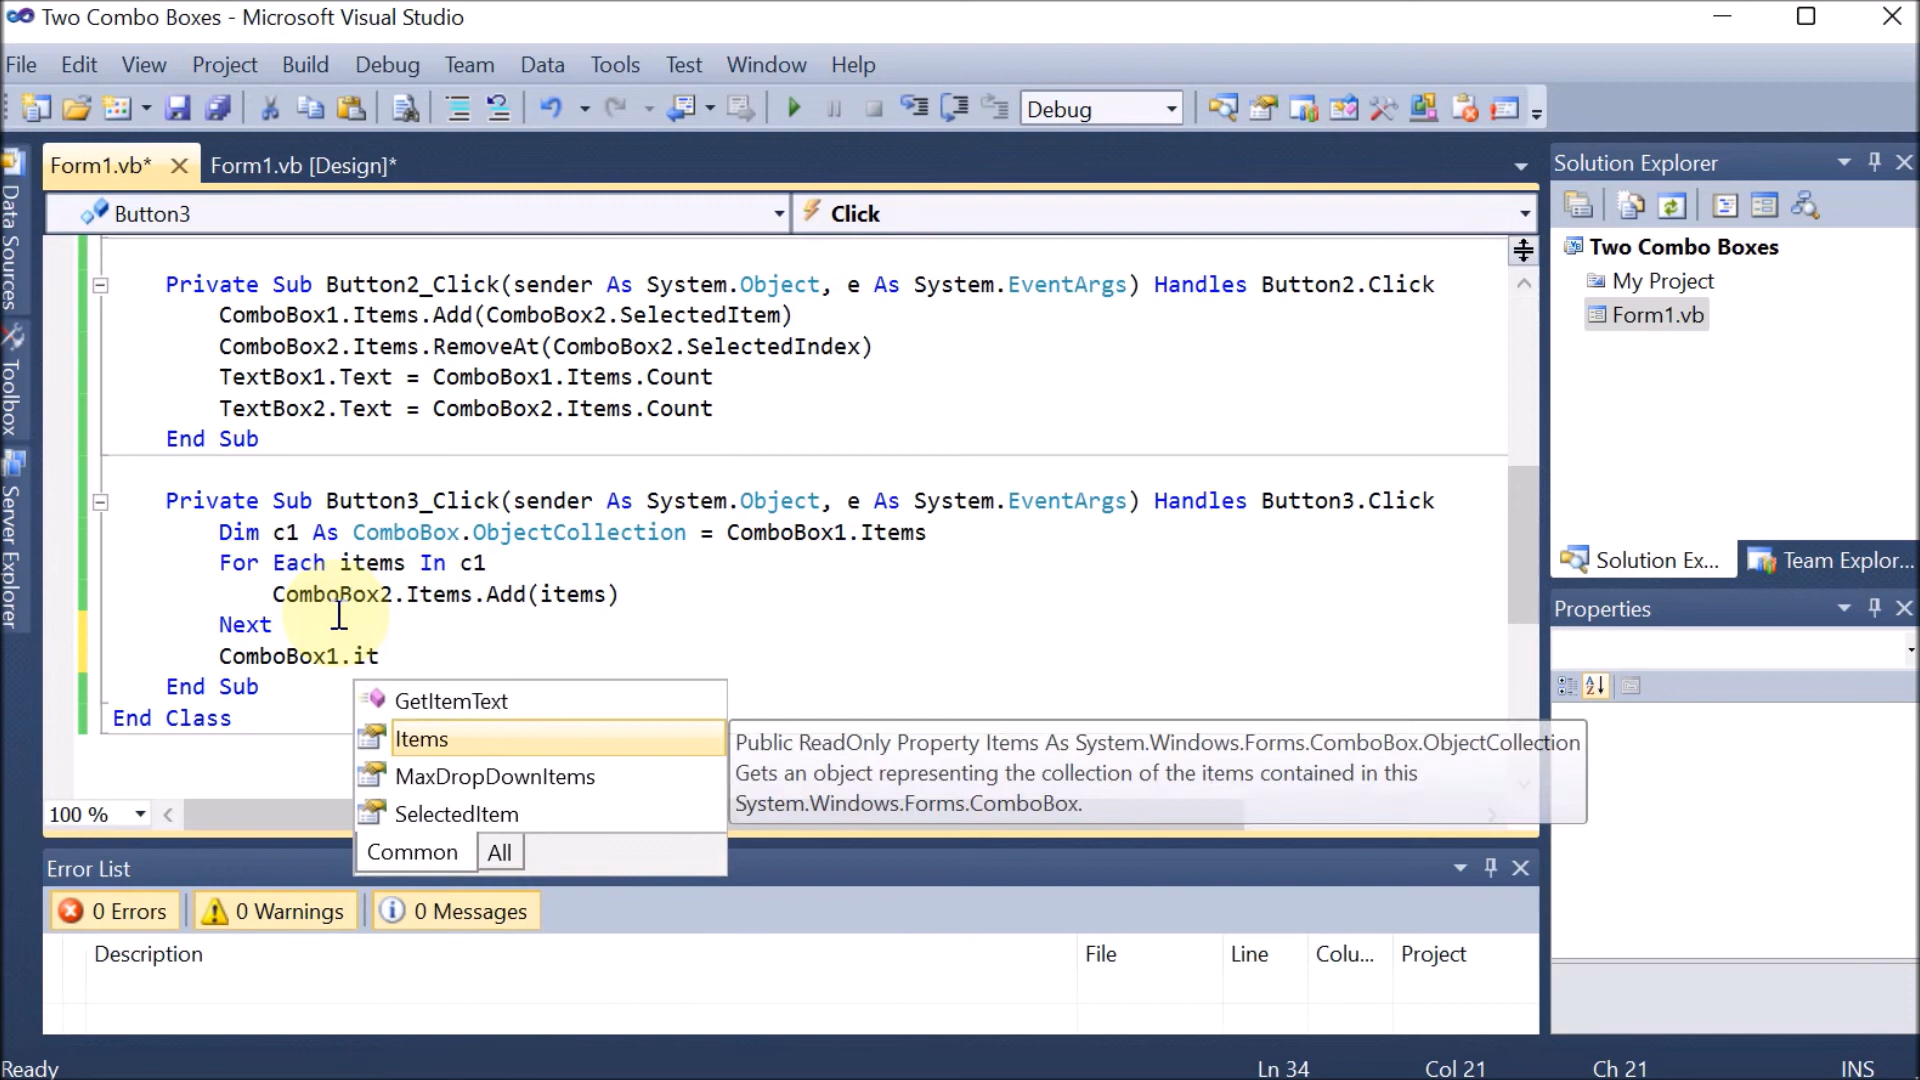 Two Combo Boxes - Microsoft Visual Studio
File Edit View Project Build Debug Team Data Tools Test Window Help
Debug
Form1.vb* Form1.vb [Design]*
Button3 Click
Data Sources
Toolbox
Server Explorer
Private Sub Button2_Click(sender As System.Object, e As System.EventArgs) Handles Button2.Click
ComboBox1.Items.Add(ComboBox2.SelectedItem)
ComboBox2.Items.RemoveAt(ComboBox2.SelectedIndex)
TextBox1.Text = ComboBox1.Items.Count
TextBox2.Text = ComboBox2.Items.Count
End Sub
Private Sub Button3_Click(sender As System.Object, e As System.EventArgs) Handles Button3.Click
Dim c1 As ComboBox.ObjectCollection = ComboBox1.Items
For Each items In c1
ComboBox2.Items.Add(items)
Next
ComboBox1.it
End Sub
End Class
GetItemText
Items
MaxDropDownItems
SelectedItem
Common All
Public ReadOnly Property Items As System.Windows.Forms.ComboBox.ObjectCollection
Gets an object representing the collection of the items contained in this
System.Windows.Forms.ComboBox.
100 %
Solution Explorer
Two Combo Boxes
My Project
Form1.vb
Solution Ex... Team Explor...
Properties
Error List
0 Errors 0 Warnings 0 Messages
Description File Line Colu... Project
Ready Ln 34 Col 21 Ch 21 INS